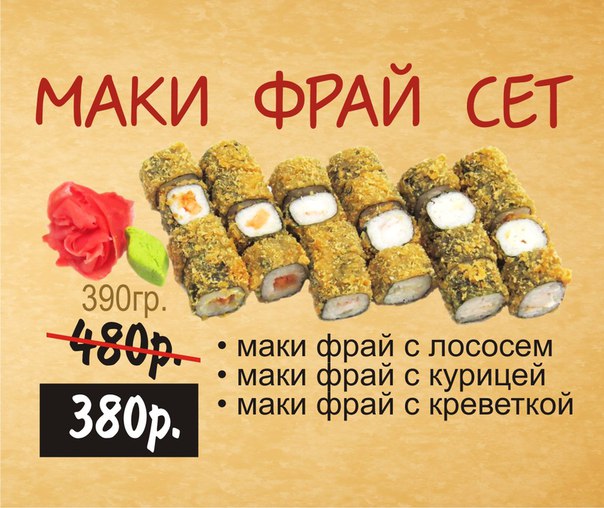 МАКИ ФРАЙ СЕТ
390гр.
480р.
380р.
• маки фрай с лососем
• маки фрай с курицей
• маки фрай с креветкой